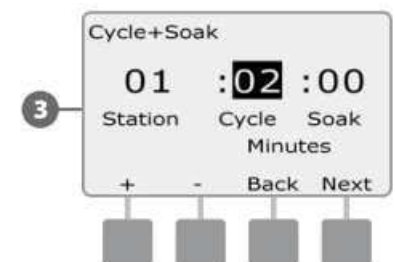 Cycle+Soak
01 :02 :00
Station Cycle Soak
Minutes
+ - Back Next
3